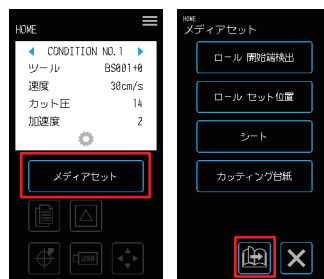 HOME
CONDITION NO.1
ツール BS001+0
速度 30cm/s
カット圧 14
加速度 2
メディアセット
USB
HOME
メディアセット
ロール 開始端検出
ロール セット位置
シート
カッティング台紙